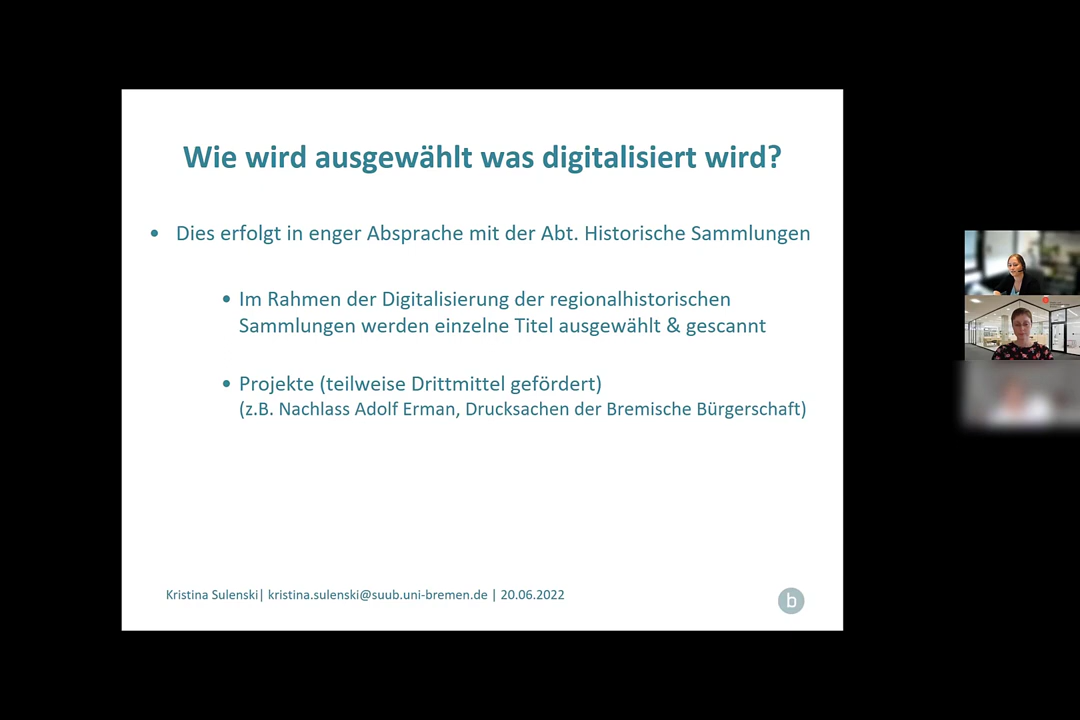 Wie wird ausgewählt was digitalisiert wird?
• Dies erfolgt in enger Absprache mit der Abt. Historische Sammlungen
• Im Rahmen der Digitalisierung der regionalhistorischen
Sammlungen werden einzelne Titel ausgewählt & gescannt
• Projekte (teilweise Drittmittel gefördert)
(z.B. Nachlass Adolf Erman, Drucksachen der Bremische Bürgerschaft)
Kristina Sulenski| kristina.sulenski@suub.uni-bremen.de | 20.06.2022
b